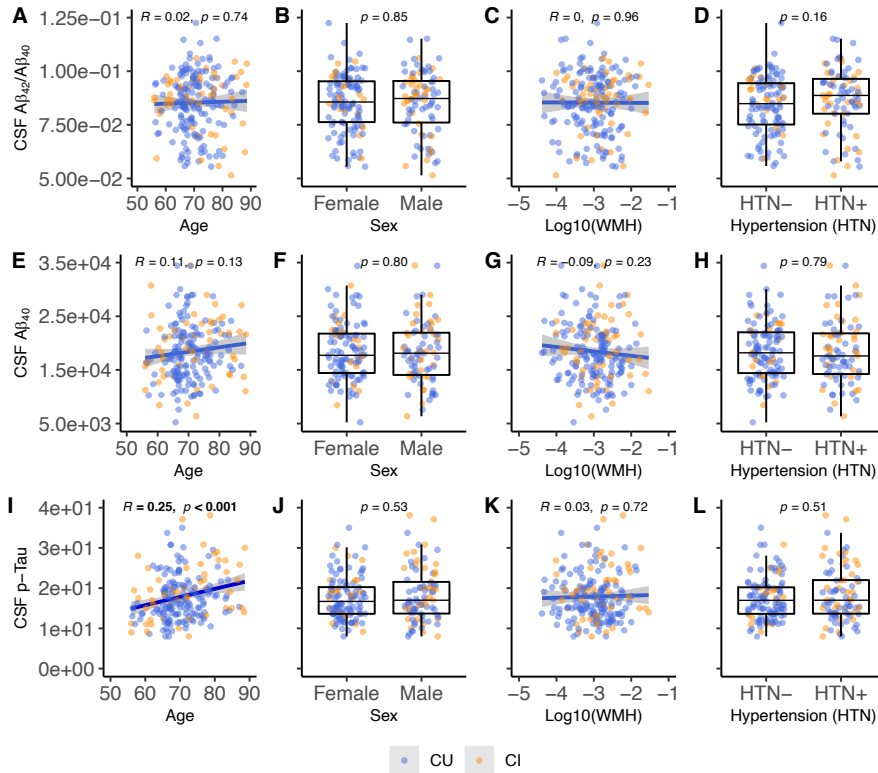 A R = 0.02, p = 0.74 B p = 0.85 C R = 0, p = 0.96 D p = 0.16
CSF Aβ42/Aβ40
1.25e−01
1.00e−01
7.50e−02
5.00e−02
50 60 70 80 90 Female Male −5 −4 −3 −2 −1 HTN− HTN+
Age Sex Log10(WMH) Hypertension (HTN)
E R = 0.11, p = 0.13 F p = 0.80 G R = −0.09, p = 0.23 H p = 0.79
CSF Aβ40
3.5e+04
2.5e+04
1.5e+04
5.0e+03
50 60 70 80 90 Female Male −5 −4 −3 −2 −1 HTN− HTN+
Age Sex Log10(WMH) Hypertension (HTN)
I R = 0.25, p < 0.001 J p = 0.53 K R = 0.03, p = 0.72 L p = 0.51
CSF p−Tau
4e+01
3e+01
2e+01
1e+01
0e+00
50 60 70 80 90 Female Male −5 −4 −3 −2 −1 HTN− HTN+
Age Sex Log10(WMH) Hypertension (HTN)
CU CI